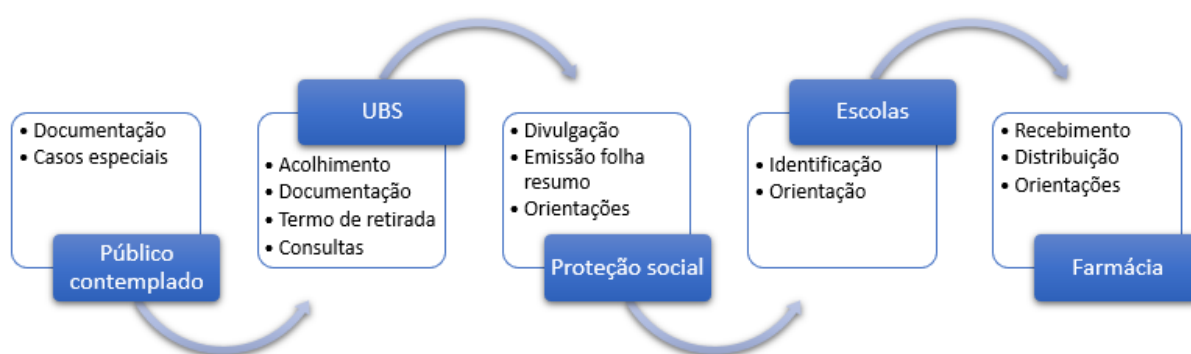 • Documentação
• Casos especiais
Público
contemplado
UBS
• Acolhimento
• Documentação
• Termo de retirada
• Consultas
• Divulgação
• Emissão folha
resumo
• Orientações
Proteção social
Escolas
• Identificação
• Orientação
• Recebimento
• Distribuição
• Orientações
Farmácia